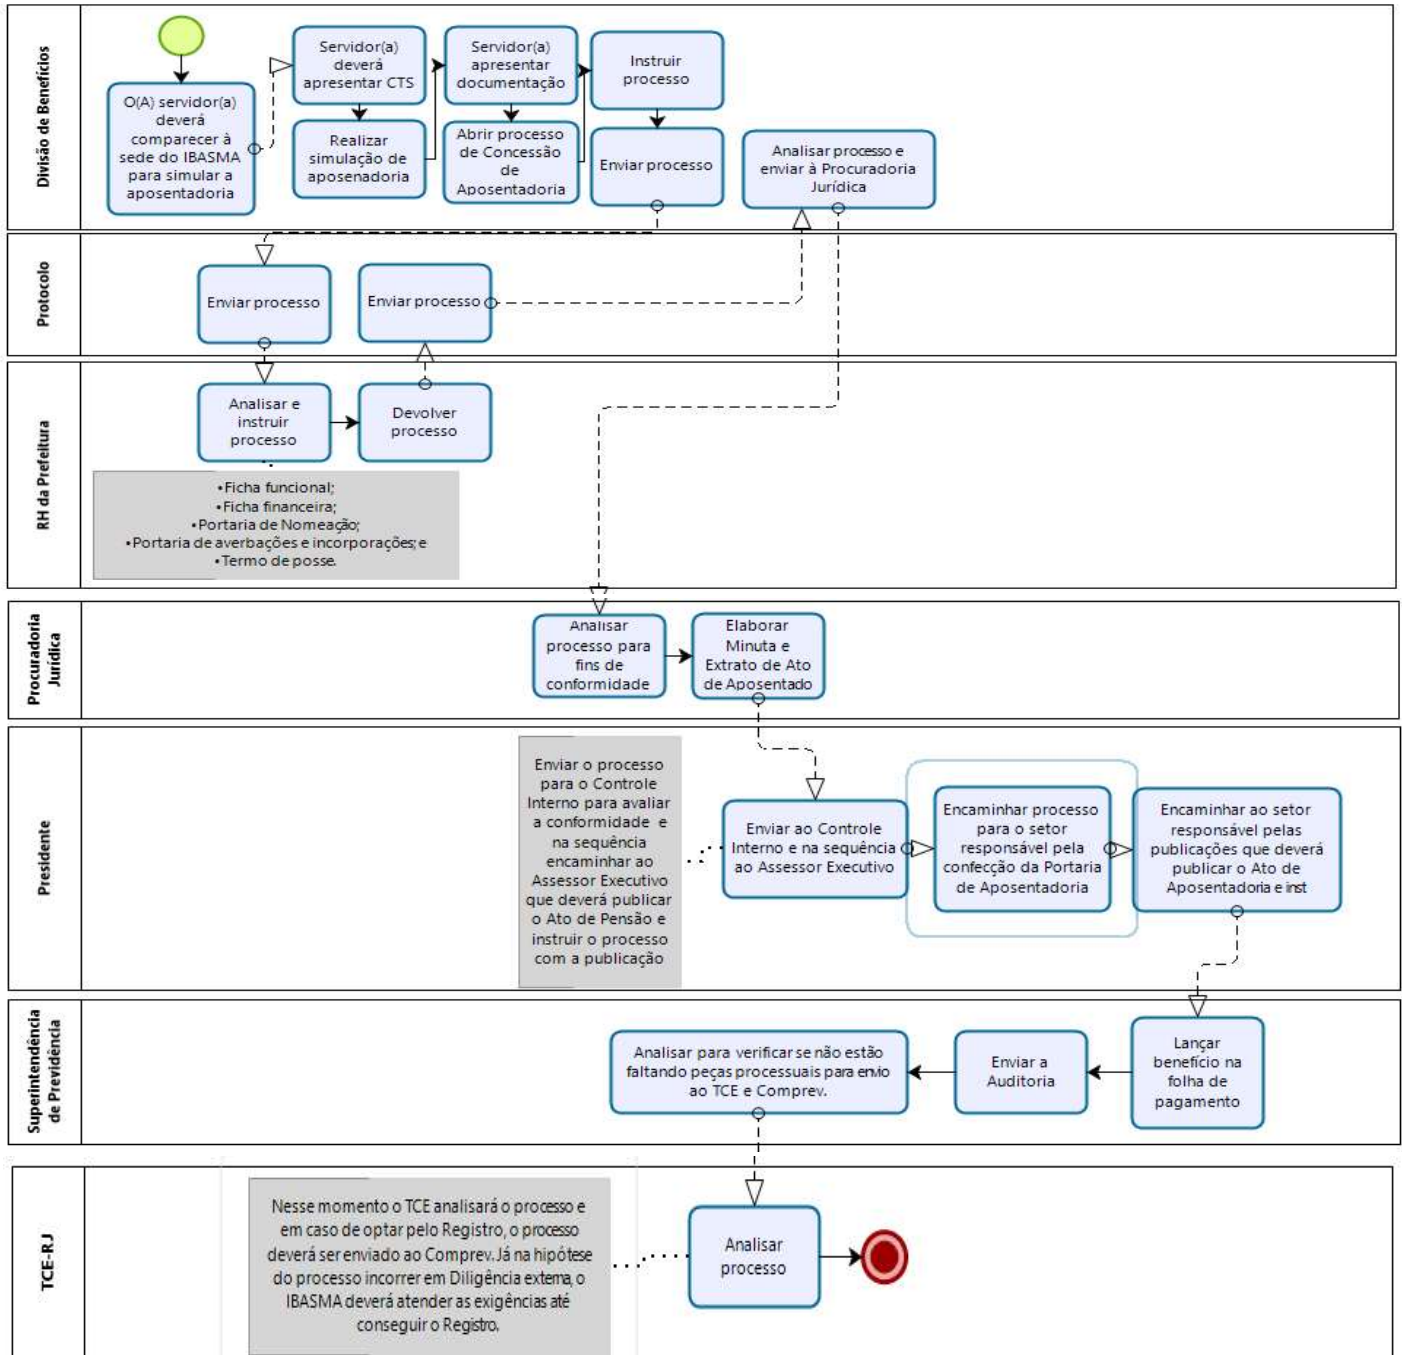 Divisão de Benefícios
O(A) servidor(a)
deverá
comparecer à
sede do IBASMA
para simular a
aposentadoria
Servidor(a)
deverá
apresentar CTS
Realizar
simulação de
aposenadoria
Servidor(a)
apresentar
documentação
Abrir processo
de Concessão
de
Aposentadoria
Instruir
processo
Enviar processo
Analisar processo e
enviar à Procuradoria
Jurídica
Protocolo
Enviar processo
Enviar processo
RH da Prefeitura
Analisar e
instruir
processo
Devolver
processo
•Ficha funcional;
•Ficha financeira;
•Portaria de Nomeação;
•Portaria de averbações e incorporações; e
•Termo de posse.
Procuradoria
Jurídica
Analisar
processo para
fins de
conformidade
Elaborar
Minuta e
Extrato de Ato
de Aposentado
Presidente
Enviar o processo
para o Controle
Interno para avaliar
a conformidade e
na sequência
encaminhar ao
Assessor Executivo
que deverá publicar
o Ato de Pensão e
instruir o processo
com a publicação
Enviar ao Controle
Interno e na sequência
ao Assessor Executivo
Encaminhar processo
para o setor
responsável pela
confecção da Portaria
de Aposentadoria
Encaminhar ao setor
responsável pelas
publicações que deverá
publicar o Ato de
Aposentadoria e inst
Superintendência
de Previdência
Analisar para verificar se não estão
faltando peças processuais para envio
ao TCE e Comprev.
Enviar a
Auditoria
Lançar
benefício na
folha de
pagamento
TCE-RJ
Nesse momento o TCE analisará o processo e
em caso de optar pelo Registro, o processo
deverá ser enviado ao Comprev. Já na hipótese
do processo incorrer em Diligência externa, o
IBASMA deverá atender as exigências até
conseguir o Registro.
Analisar
processo